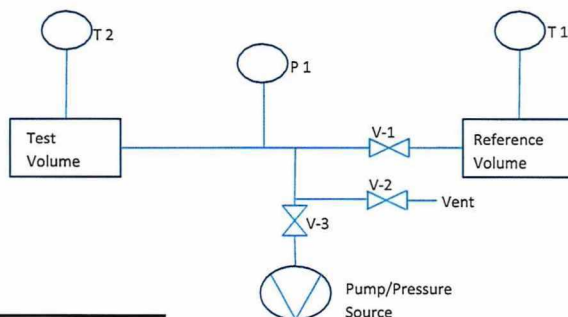 T 2
T 1
P 1
Test
Volume
V-1
Reference
Volume
V-2
Vent
V-3
Pump/Pressure
Source